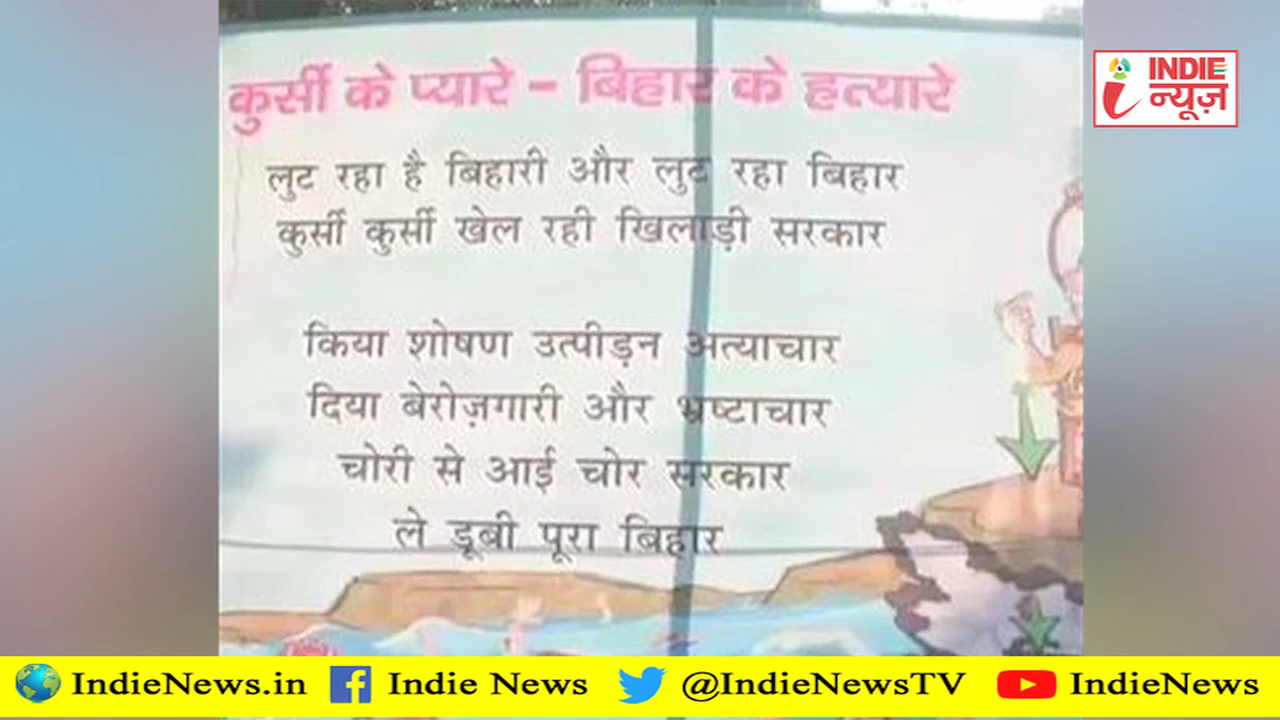 कुर्सी के प्यारे - बिहार के हत्यारे
लुट रहा है बिहारी और लुट रहा बिहार
कुर्सी कुर्सी खेल रही खिलाड़ी सरकार
किया शोषण उत्पीड़न अत्याचार
दिया बेरोज़गारी और भ्रष्टाचार
चोरी से आई चोर सरकार
ले डूबी पूरा बिहार
INDIE
न्यूज़
IndieNews.in Indie News @IndieNewsTV IndieNews